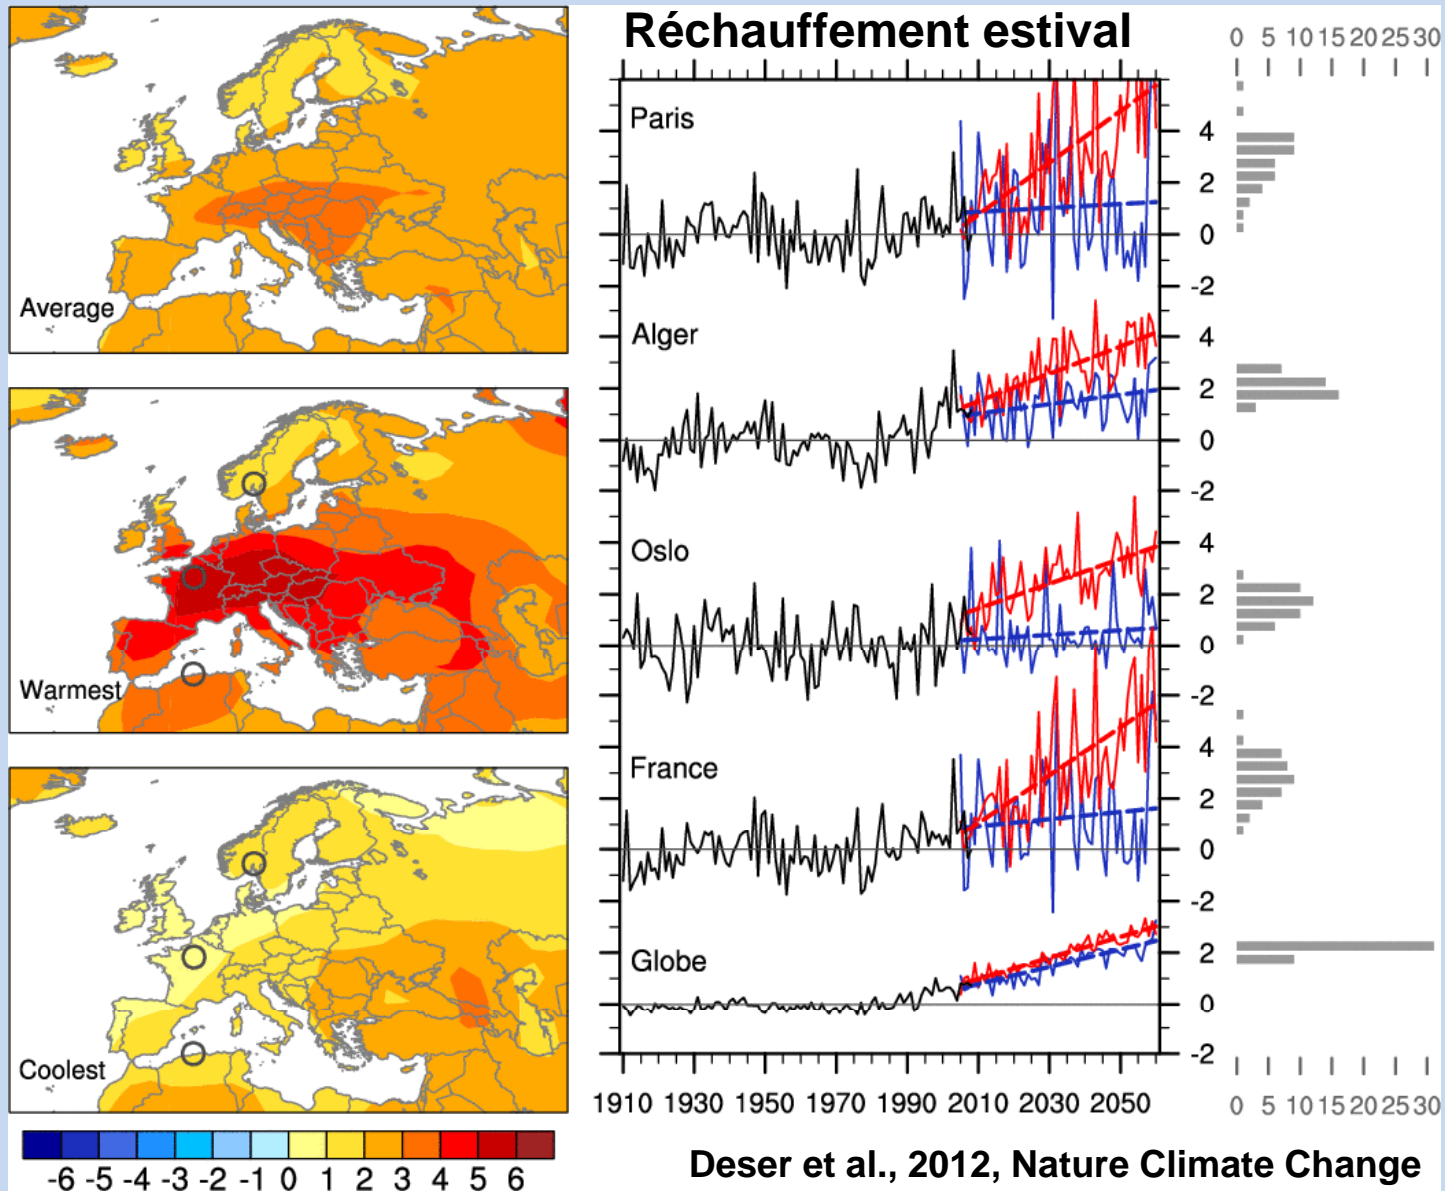 Réchauffement estival
0 5 10 15 20 25 30
Average
Warmest
Coolest
-6 -5 -4 -3 -2 -1 0 1 2 3 4 5 6
Paris
4
2
0
-2
Alger
4
2
0
-2
Oslo
4
2
0
-2
France
4
2
0
-2
Globe
2
0
-2
1910 1930 1950 1970 1990 2010 2030 2050
0 5 10 15 20 25 30
Deser et al., 2012, Nature Climate Change